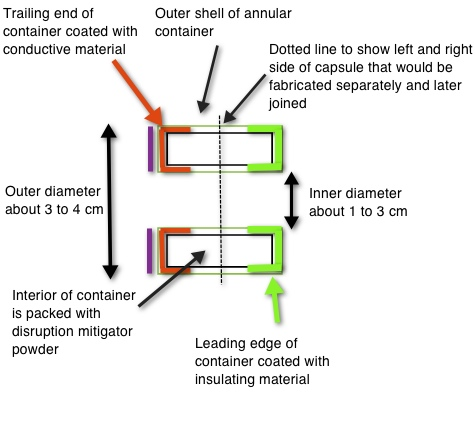 Trailing end of
container coated with
conductive material
Outer shell of annular
container
Dotted line to show left and right
side of capsule that would be
fabricated separately and later
joined
Outer diameter
about 3 to 4 cm
Inner diameter
about 1 to 3 cm
Interior of container
is packed with
disruption mitigator
powder
Leading edge of
container coated with
insulating material